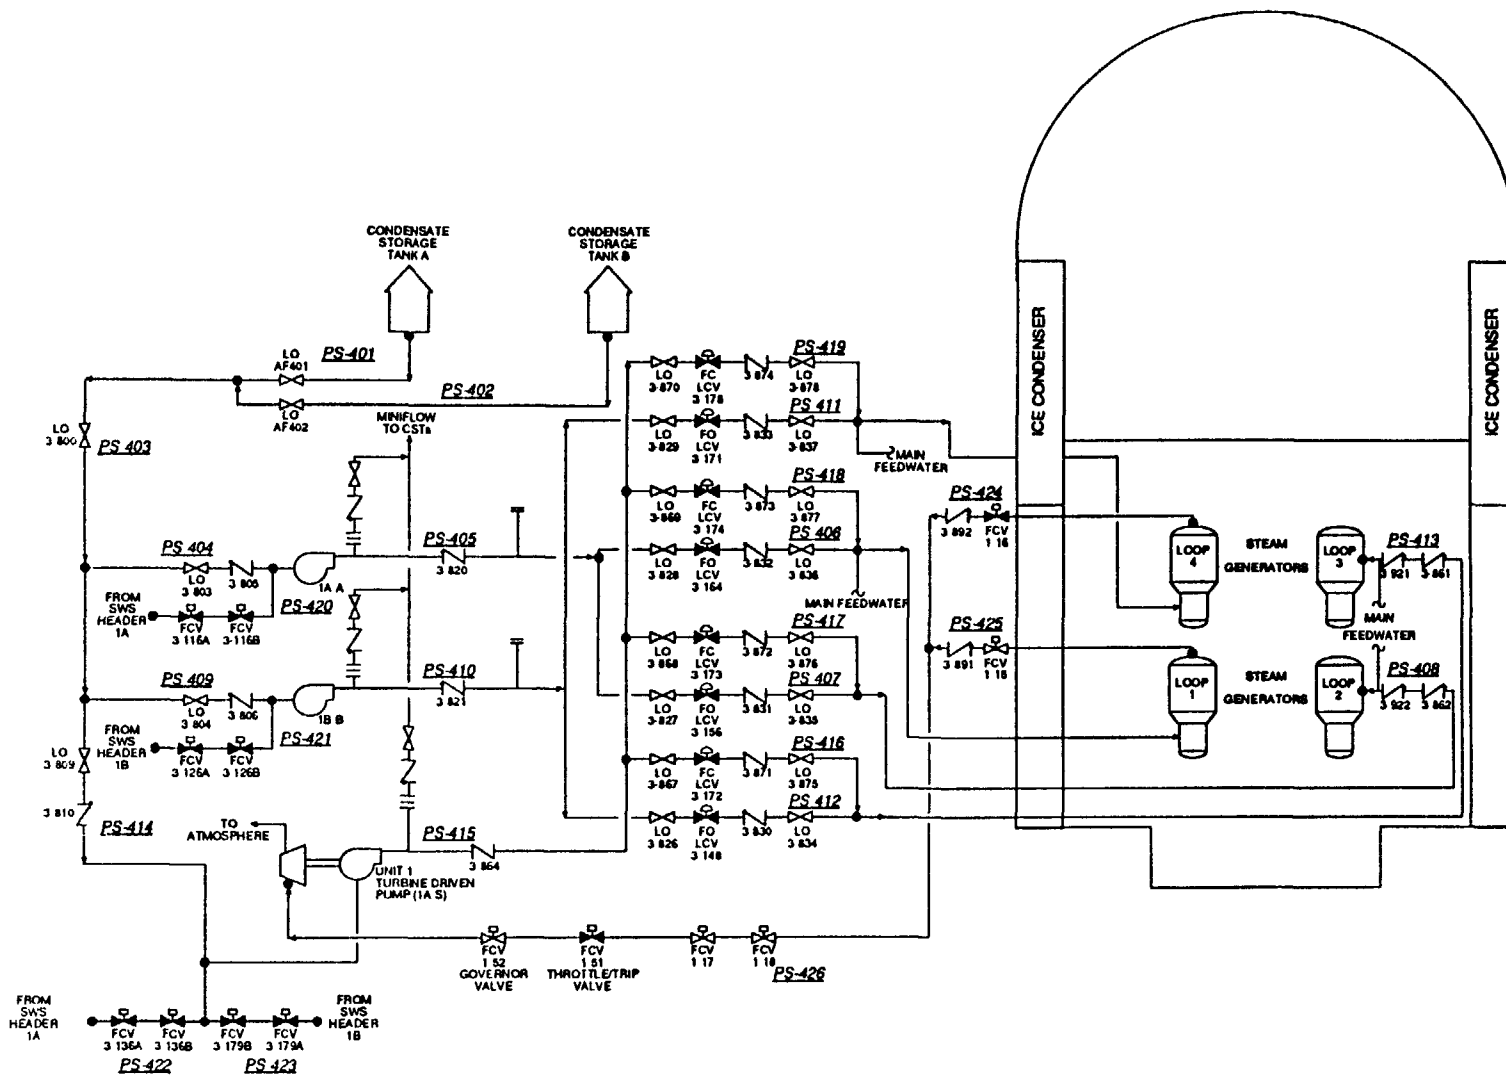 CONDENSATE
STORAGE
TANK A
CONDENSATE
STORAGE
TANK B
ICE CONDENSER
ICE CONDENSER
LO
AF401
PS-401
PS-402
LO
AF402
MINIFLOW
TO CSTs
LO
3 800
PS 403
PS-419
LO
3-870
FC
LCV
3 178
3 874
LO
3-878
PS 411
LO
3-829
FO
LCV
3 171
3 833
LO
3-837
MAIN
FEEDWATER
PS-418
LO
3-869
FC
LCV
3 174
3 873
LO
3 877
PS 406
LO
3-828
FO
LCV
3 164
3 832
LO
3-836
MAIN FEEDWATER
PS-417
LO
3-868
FC
LCV
3 173
3 872
LO
3 876
PS 407
LO
3-827
FO
LCV
3 156
3 831
LO
3-835
PS-416
LO
3-867
FC
LCV
3 172
3 871
LO
3 875
PS 412
LO
3 826
FO
LCV
3 148
3 830
LO
3 834
PS 404
LO
3 803
3 805
1A A
PS-405
3 820
FROM
SWS
HEADER
1A
FCV
3 116A
FCV
3-116B
PS-420
PS 409
LO
3 804
3 806
1B B
PS-410
3 821
FROM
SWS
HEADER
1B
FCV
3 126A
FCV
3 126B
PS-421
LO
3 809
3 810
PS-414
TO
ATMOSPHERE
PS-415
3 864
UNIT 1
TURBINE DRIVEN
PUMP (1A S)
FCV
1 52
GOVERNOR
VALVE
FCV
1 51
THROTTLE/TRIP
VALVE
FCV
1 17
FCV
1 18
PS-426
PS-424
3 892
FCV
1 16
PS-425
3 891
FCV
1 15
LOOP
4
STEAM
GENERATORS
LOOP
3
PS-413
3 921
3 861
MAIN
FEEDWATER
LOOP
1
STEAM
GENERATORS
LOOP
2
PS-408
3 922
3 862
FROM
SWS
HEADER
1A
FCV
3 136A
FCV
3 136B
FCV
3 179B
FCV
3 179A
FROM
SWS
HEADER
1B
PS-422
PS 423